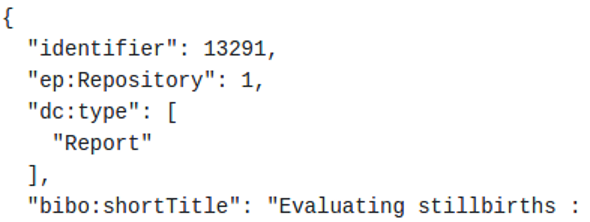 {
  "identifier": 13291,
  "ep:Repository": 1,
  "dc:type": [
    "Report"
  ],
  "bibo:shortTitle": "Evaluating stillbirths :